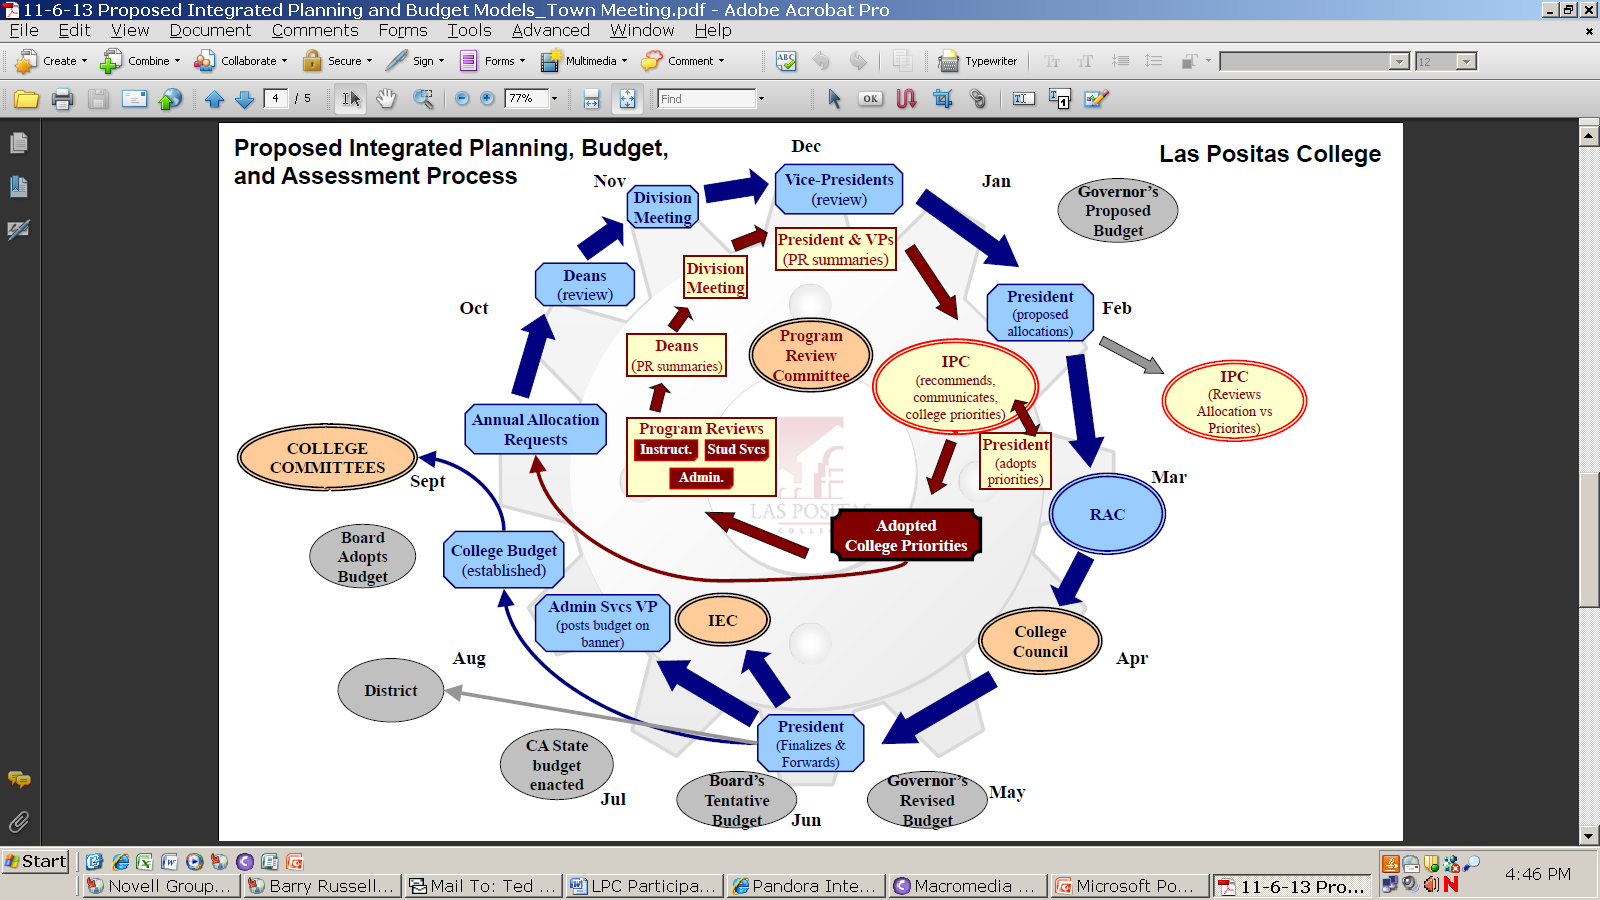 11-6-13 Proposed Integrated Planning and Budget Models_Town Meeting.pdf - Adobe Acrobat Pro
File Edit View Document Comments Forms Tools Advanced Window Help
Create Combine Collaborate Secure Sign Forms Multimedia Comment Typewriter 12
4 / 5 OK 77% Find
Proposed Integrated Planning, Budget,
and Assessment Process
Las Positas College
Dec
Nov
Jan
Division
Meeting
Vice-Presidents
(review)
Governor's
Proposed
Budget
President & VPs
(PR summaries)
Deans
(review)
Division
Meeting
Oct
President
(proposed
allocations)
Feb
Deans
(PR summaries)
Program
Review
Committee
IPC
(recommends,
communicates,
college priorities)
IPC
(Reviews
Allocation vs
Priorites)
Annual Allocation
Requests
Program Reviews
Instruct. Stud Svcs
Admin.
President
(adopts
priorities)
COLLEGE
COMMITTEES
Sept
Mar
RAC
LAS POSITAS
COLLEGE
Adopted
College Priorities
Board
Adopts
Budget
College Budget
(established)
Admin Svcs VP
(posts budget on
banner)
IEC
College
Council
Apr
Aug
District
President
(Finalizes &
Forwards)
CA State
budget
enacted
Jul
Board's
Tentative
Budget
Jun
Governor's
Revised
Budget
May
Start
Novell Group... Barry Russell... Mail To: Ted ... LPC Participa... Pandora Inte... Macromedia ... Microsoft Po... 11-6-13 Pro... 4:46 PM